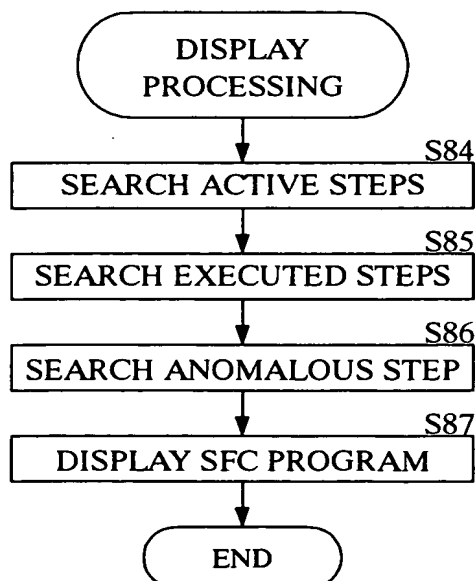 DISPLAY
PROCESSING
S84
SEARCH ACTIVE STEPS
S85
SEARCH EXECUTED STEPS
S86
SEARCH ANOMALOUS STEP
S87
DISPLAY SFC PROGRAM
END